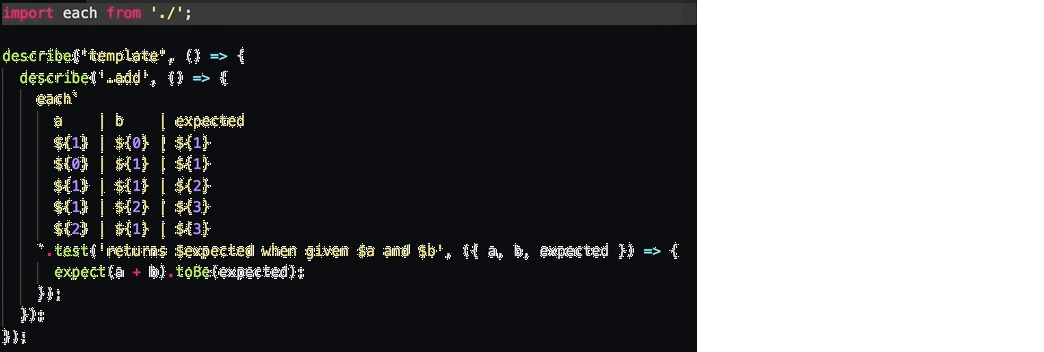 import each from './';
describe("template", () => {
describe('.add', () => {
each`
a | b | expected
${1} | ${0} | ${1}
${0} | ${1} | ${1}
${1} | ${1} | ${2}
${1} | ${2} | ${3}
${2} | ${1} | ${3}
`.test('returns $expected when given $a and $b', ({ a, b, expected }) => {
expect(a + b).toBe(expected);
});
});
});